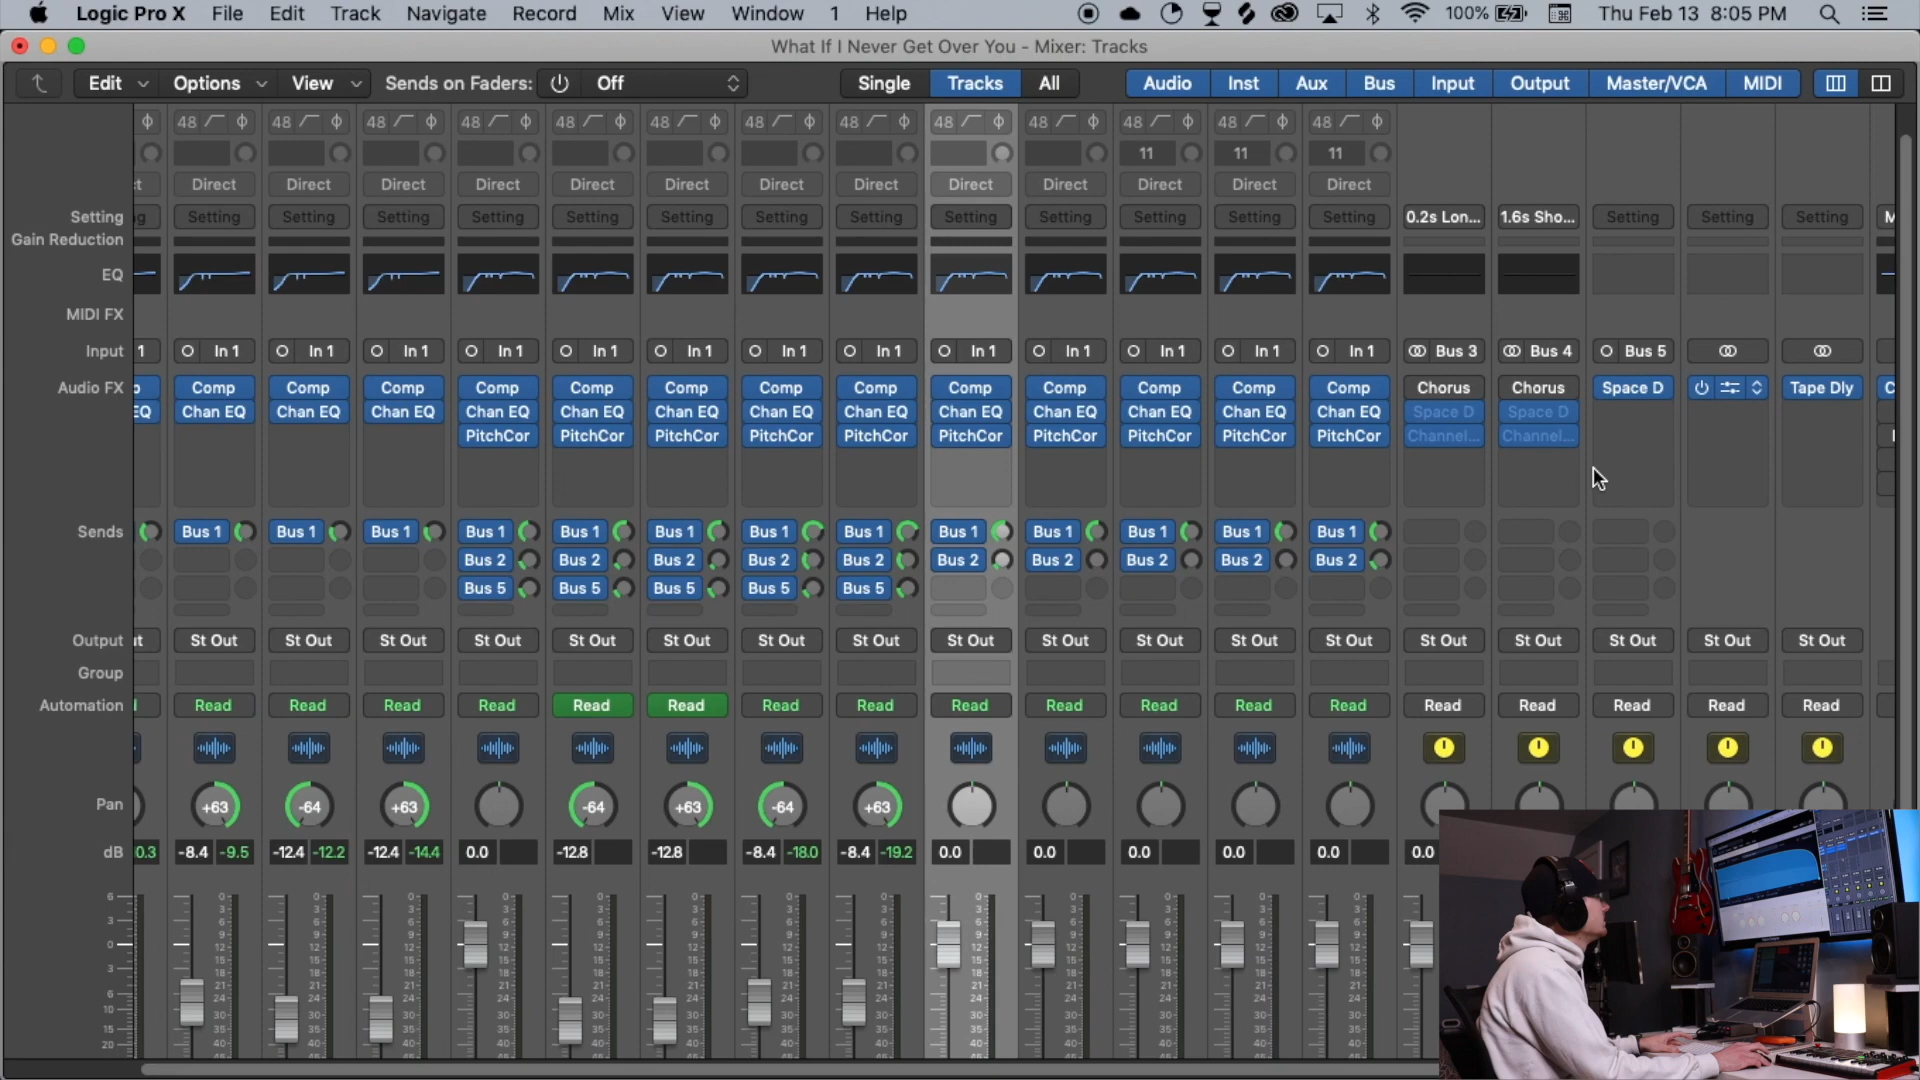 Logic Pro X File Edit Track Navigate Record Mix View Window 1 Help 100% Thu Feb 13 8:05 PM
What If I Never Get Over You - Mixer: Tracks
Edit Options View Sends on Faders: Off Single Tracks All Audio Inst Aux Bus Input Output Master/VCA MIDI
48 48 48 48 48 48 48 48 48 48 48 48 48
11 11 11
Direct Direct Direct Direct Direct Direct Direct Direct Direct Direct Direct Direct Direct
Setting Setting Setting Setting Setting Setting Setting Setting Setting Setting Setting Setting Setting Setting 0.2s Lon... 1.6s Sho... Setting Setting Setting
Gain Reduction
EQ
MIDI FX
Input 1 In 1 In 1 In 1 In 1 In 1 In 1 In 1 In 1 In 1 In 1 In 1 In 1 In 1 Bus 3 Bus 4 Bus 5
Audio FX Comp Comp Comp Comp Comp Comp Comp Comp Comp Comp Comp Comp Comp Chorus Chorus Space D Tape Dly
EQ Chan EQ Chan EQ Chan EQ Chan EQ Chan EQ Chan EQ Chan EQ Chan EQ Chan EQ Chan EQ Chan EQ Chan EQ Chan EQ Space D Space D
PitchCor PitchCor PitchCor PitchCor PitchCor PitchCor PitchCor PitchCor PitchCor PitchCor Channel... Channel...
Sends Bus 1 Bus 1 Bus 1 Bus 1 Bus 1 Bus 1 Bus 1 Bus 1 Bus 1 Bus 1 Bus 1 Bus 1 Bus 1
Bus 2 Bus 2 Bus 2 Bus 2 Bus 2 Bus 2 Bus 2 Bus 2 Bus 2 Bus 2
Bus 5 Bus 5 Bus 5 Bus 5 Bus 5
Output St Out St Out St Out St Out St Out St Out St Out St Out St Out St Out St Out St Out St Out St Out St Out St Out St Out St Out
Group
Automation Read Read Read Read Read Read Read Read Read Read Read Read Read Read Read Read Read Read
Pan +63 -64 +63 -64 +63 -64 +63
dB 0.3 -8.4 -9.5 -12.4 -12.2 -12.4 -14.4 0.0 -12.8 -12.8 -8.4 -18.0 -8.4 -19.2 0.0 0.0 0.0 0.0 0.0 0.0